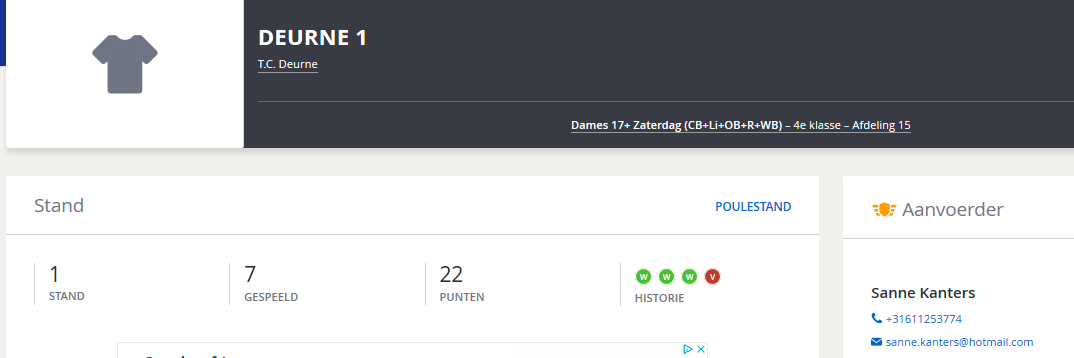 DEURNE 1
T.C. Deurne
Dames 17+ Zaterdag (CB+Li+OB+R+WB) – 4e klasse – Afdeling 15
Stand
POULESTAND
1
STAND
7
GESPEELD
22
PUNTEN
W W W V
HISTORIE
Aanvoerder
Sanne Kanters
+31611253774
sanne.kanters@hotmail.com